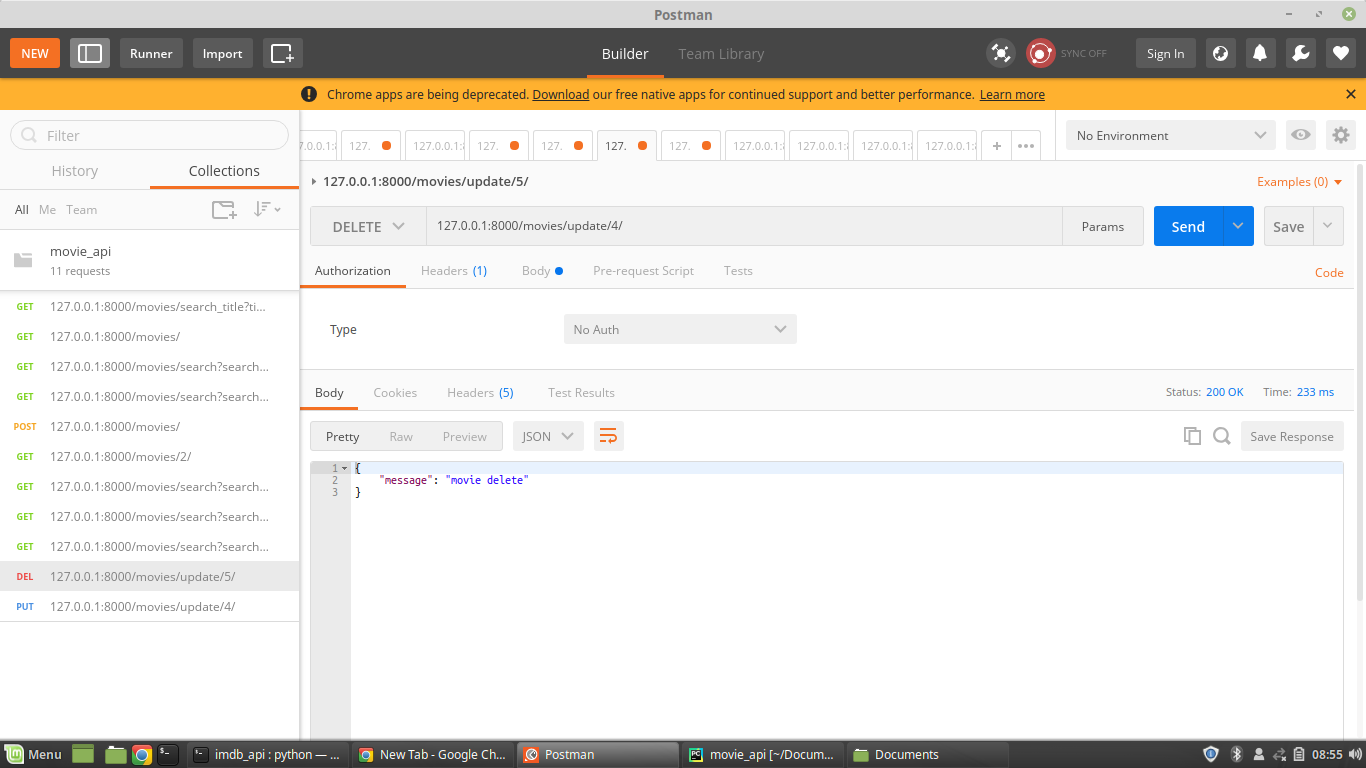 Postman
NEW
Runner
Import
Builder
Team Library
SYNC OFF
Sign In
Chrome apps are being deprecated. Download our free native apps for continued support and better performance. Learn more
Filter
History
Collections
All
Me
Team
movie_api
11 requests
GET 127.0.0.1:8000/movies/search_title?ti...
GET 127.0.0.1:8000/movies/
GET 127.0.0.1:8000/movies/search?search...
GET 127.0.0.1:8000/movies/search?search...
POST 127.0.0.1:8000/movies/
GET 127.0.0.1:8000/movies/2/
GET 127.0.0.1:8000/movies/search?search...
GET 127.0.0.1:8000/movies/search?search...
GET 127.0.0.1:8000/movies/search?search...
DEL 127.0.0.1:8000/movies/update/5/
PUT 127.0.0.1:8000/movies/update/4/
127.
127.0.0.1:
127.
127.
127.
127.
127.0.0.1:
127.0.0.1:
127.0.0.1:
127.0.0.1:
No Environment
127.0.0.1:8000/movies/update/5/
Examples (0)
DELETE
127.0.0.1:8000/movies/update/4/
Params
Send
Save
Authorization
Headers (1)
Body
Pre-request Script
Tests
Code
Type
No Auth
Body
Cookies
Headers (5)
Test Results
Status: 200 OK
Time: 233 ms
Pretty
Raw
Preview
JSON
Save Response
1 {
2 "message": "movie delete"
3 }
Menu
imdb_api : python — ...
New Tab - Google Ch...
Postman
movie_api [~/Docum...
Documents
08:55